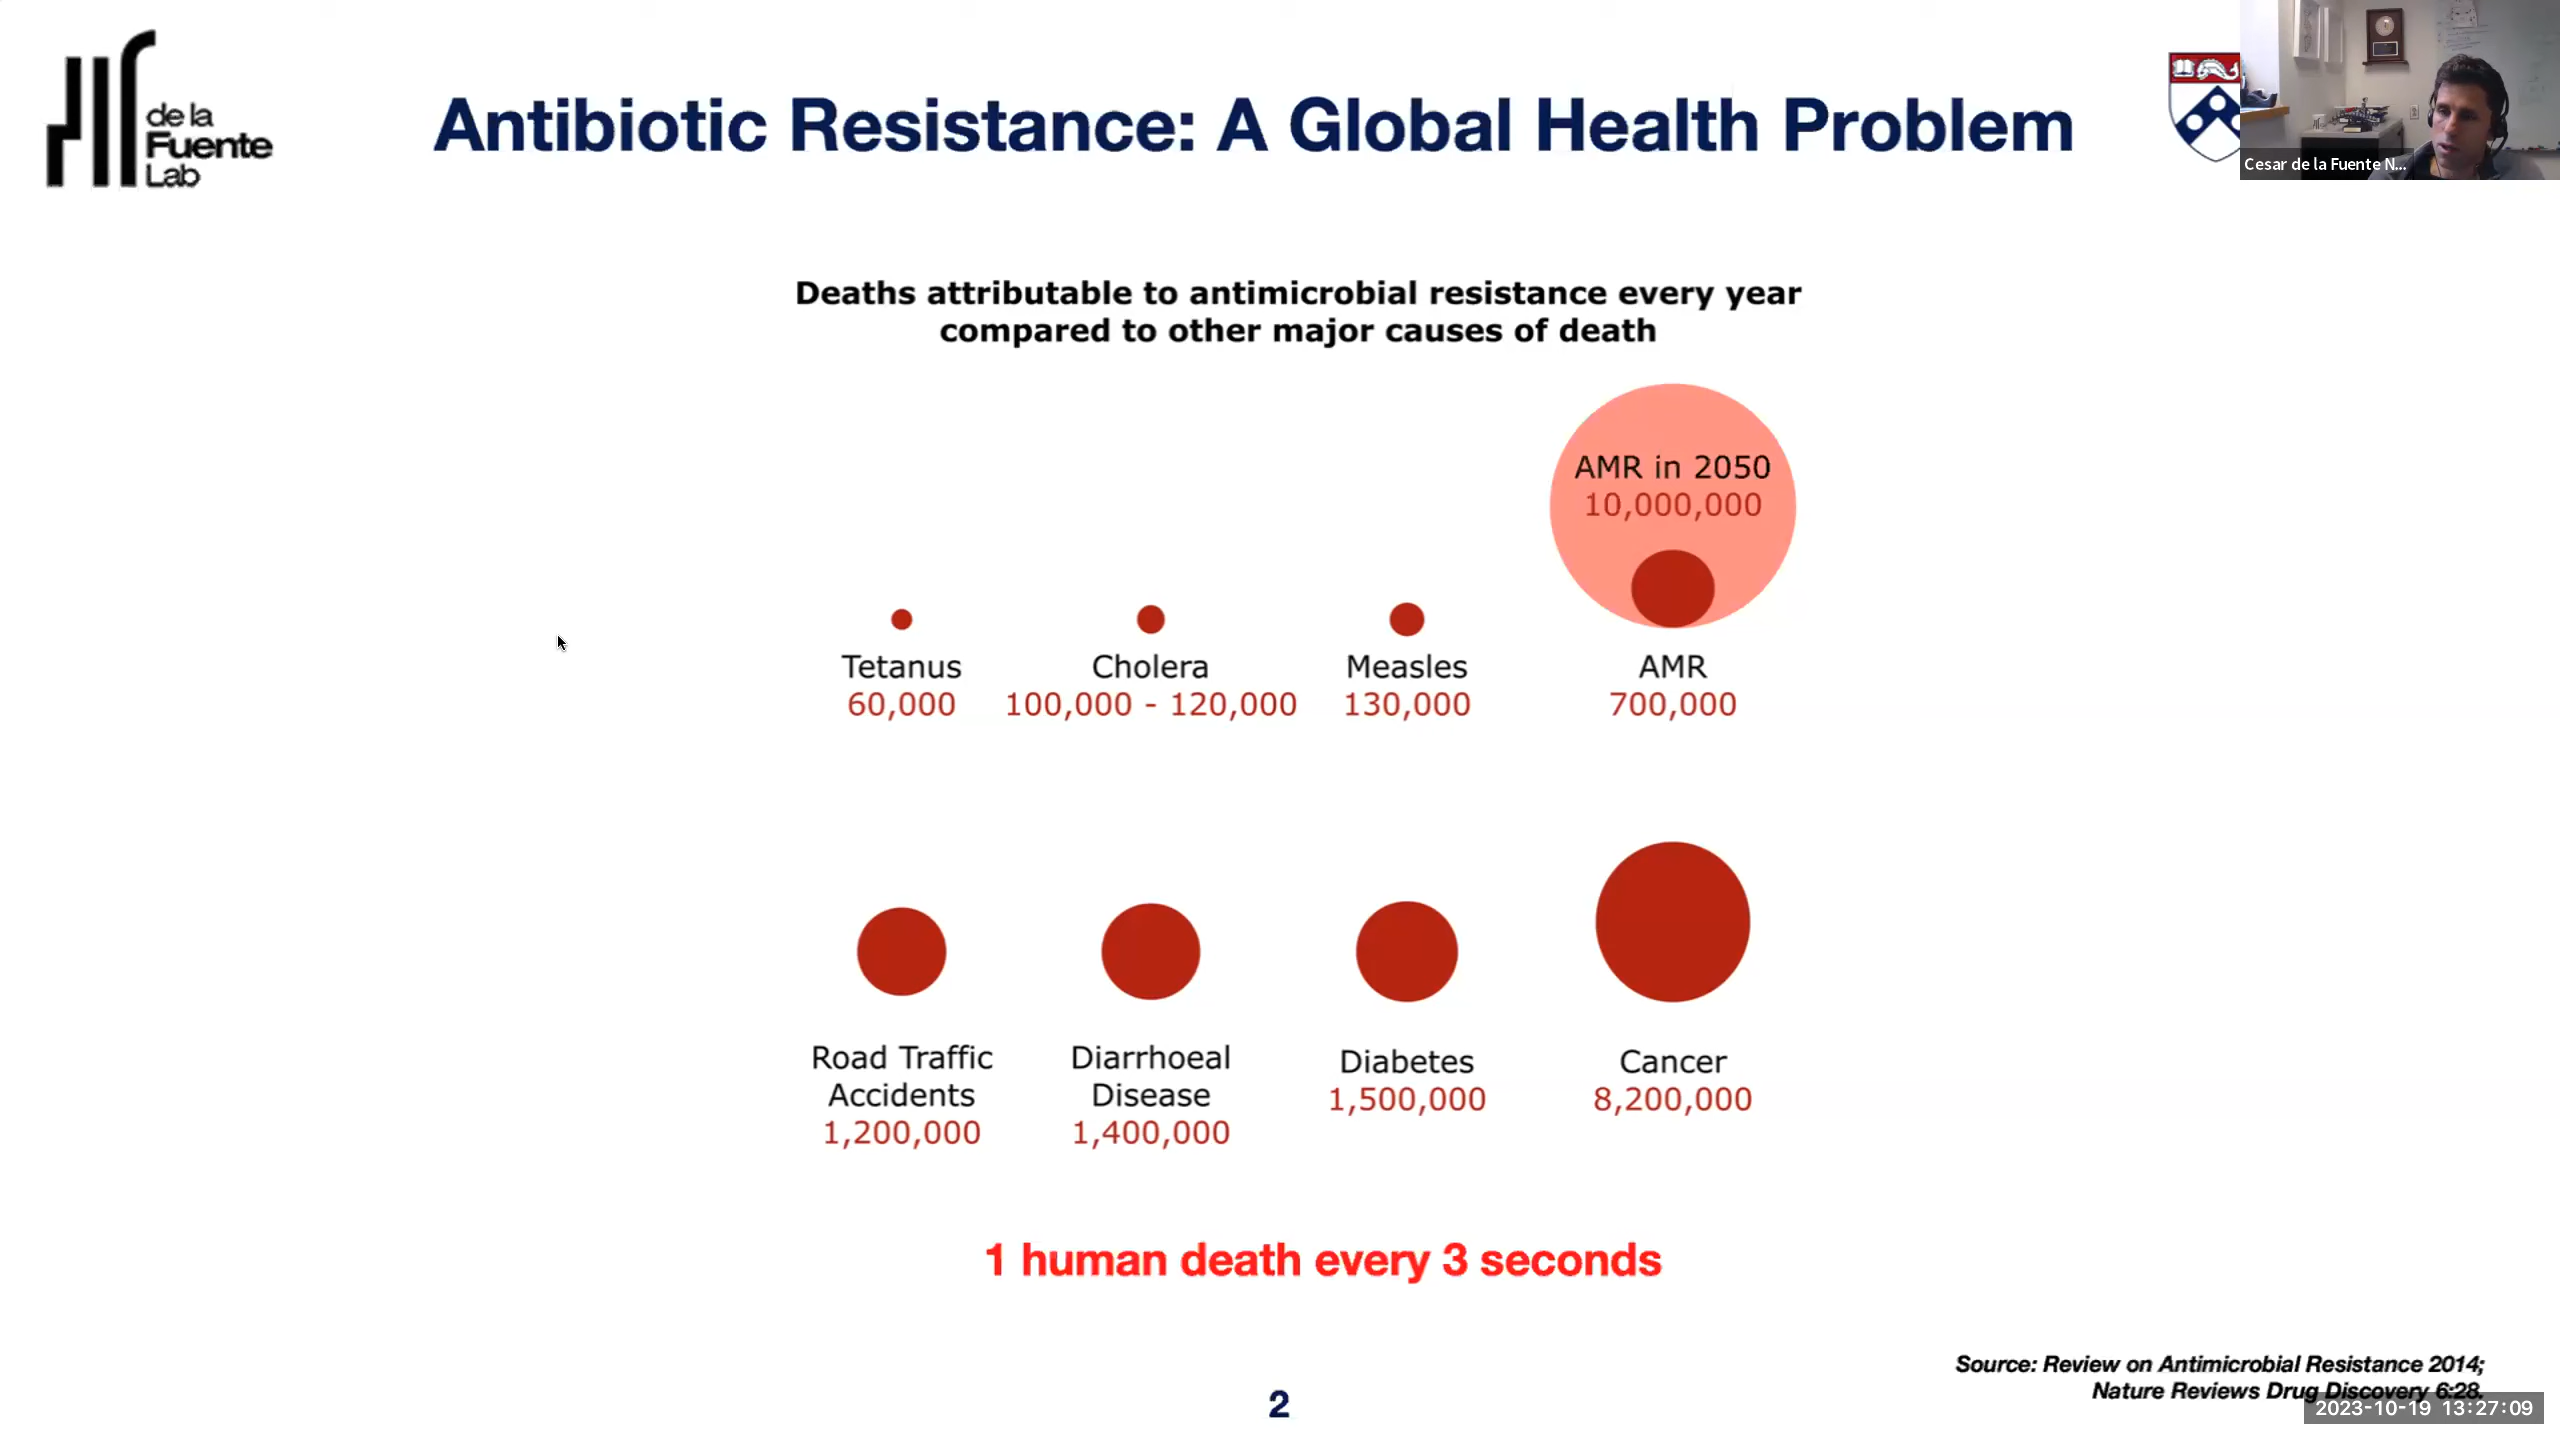 de la
Fuente
Lab
Antibiotic Resistance: A Global Health Problem
Cesar de la Fuente N...
Deaths attributable to antimicrobial resistance every year
compared to other major causes of death
AMR in 2050
10,000,000
Tetanus
60,000
Cholera
100,000 - 120,000
Measles
130,000
AMR
700,000
Road Traffic
Accidents
1,200,000
Diarrhoeal
Disease
1,400,000
Diabetes
1,500,000
Cancer
8,200,000
1 human death every 3 seconds
Source: Review on Antimicrobial Resistance 2014;
Nature Reviews Drug Discovery 6:28.
2
2023-10-19 13:27:09